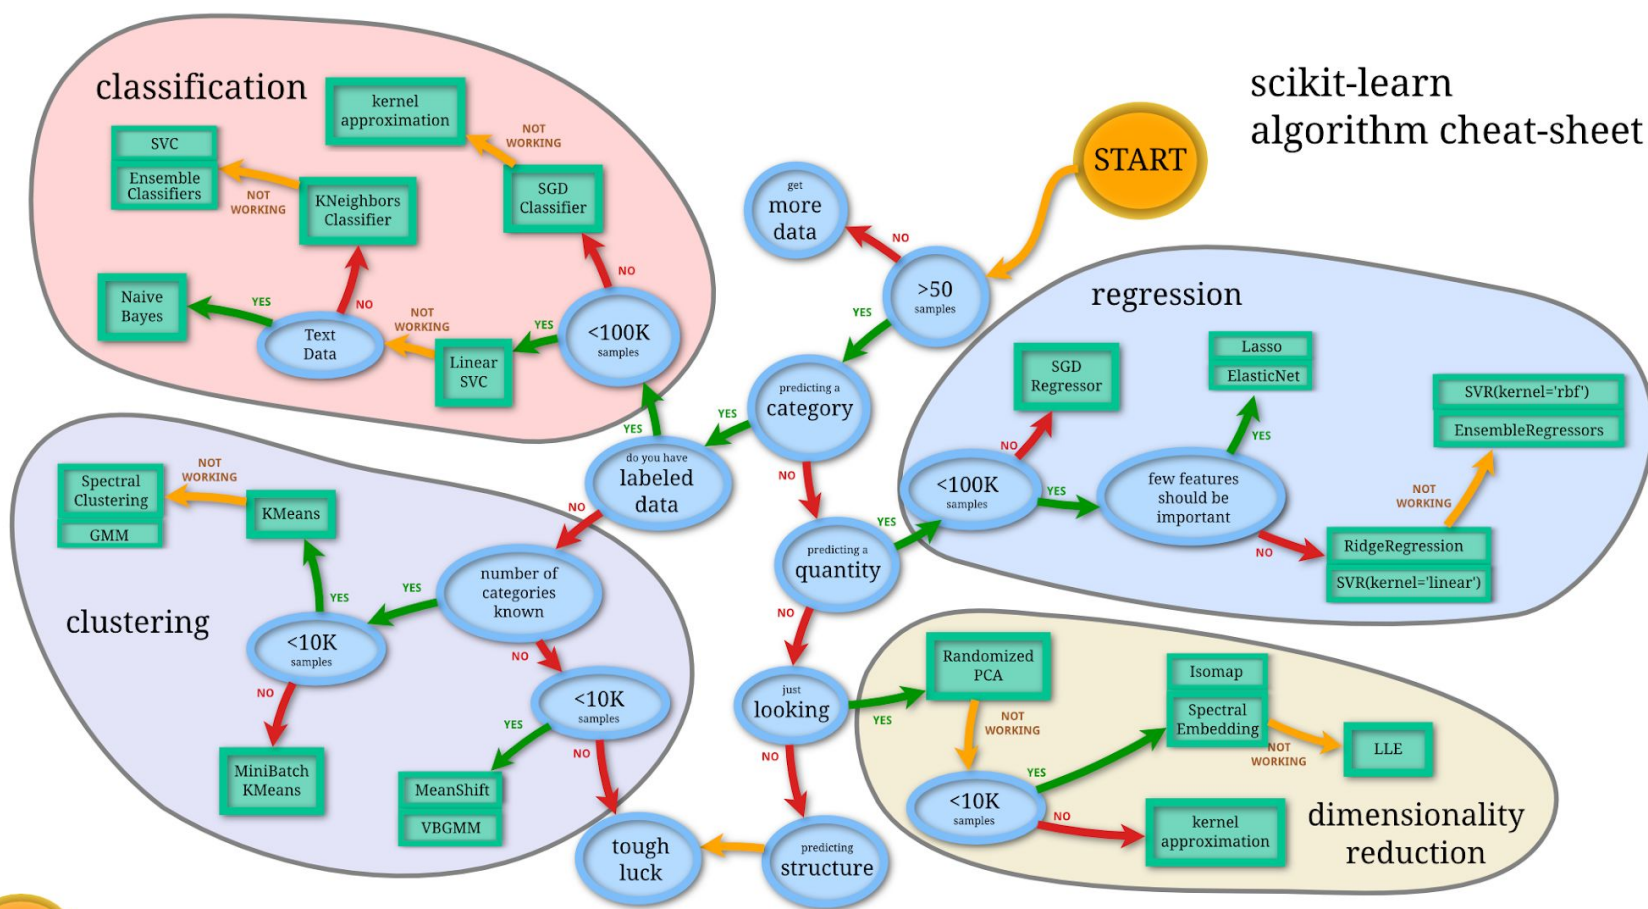 scikit-learn
algorithm cheat-sheet
START
classification
kernel
approximation
NOT
WORKING
SVC
Ensemble
Classifiers
NOT
WORKING
KNeighbors
Classifier
SGD
Classifier
NO
Naive
Bayes
YES
Text
Data
NO
NOT
WORKING
Linear
SVC
YES
<100K
samples
YES
get
more
data
NO
>50
samples
YES
predicting a
category
YES
NO
do you have
labeled
data
NO
predicting a
quantity
YES
NO
just
looking
YES
NO
predicting
structure
tough
luck
regression
SGD
Regressor
NO
<100K
samples
YES
Lasso
ElasticNet
YES
few features
should be
important
NO
SVR(kernel='rbf')
EnsembleRegressors
NOT
WORKING
RidgeRegression
SVR(kernel='linear')
clustering
Spectral
Clustering
GMM
NOT
WORKING
KMeans
YES
<10K
samples
NO
MiniBatch
KMeans
YES
number of
categories
known
NO
<10K
samples
YES
NO
MeanShift
VBGMM
Randomized
PCA
NOT
WORKING
<10K
samples
YES
NO
Isomap
Spectral
Embedding
NOT
WORKING
LLE
kernel
approximation
dimensionality
reduction